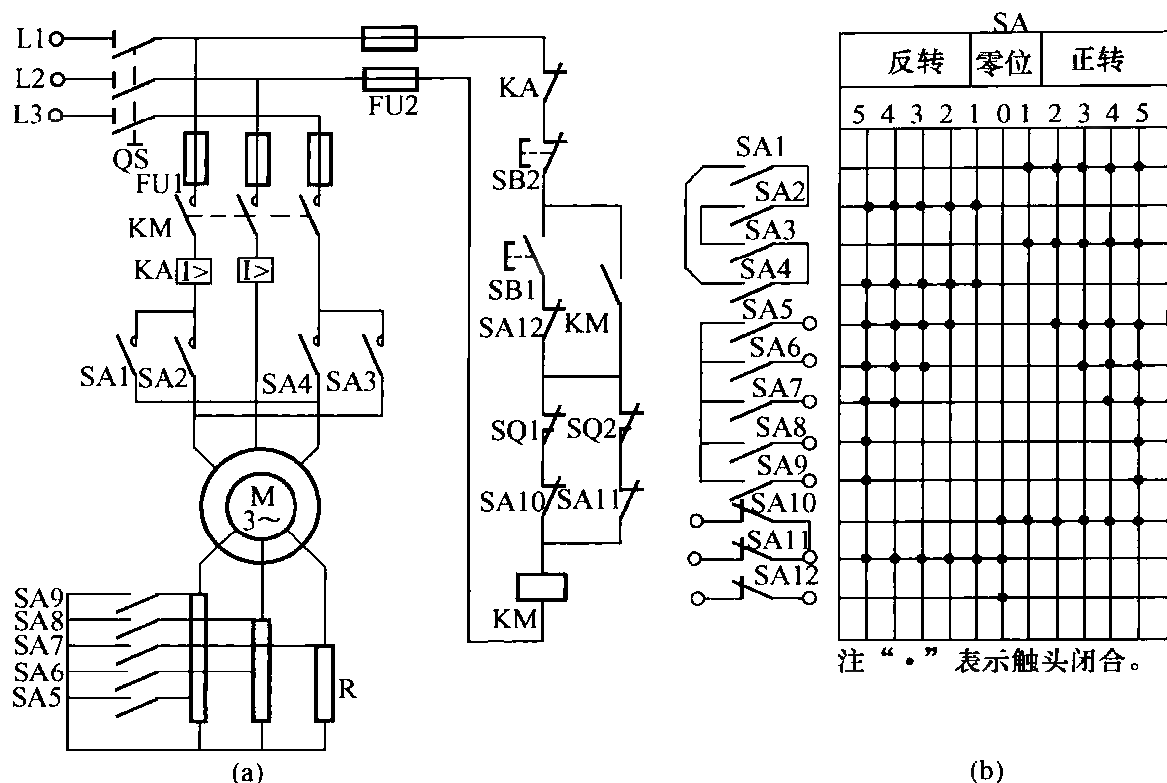 L1
L2
L3
QS
FU1
FU2
KM
KA I> I>
SA1 SA2 SA4 SA3
M
3~
SA9
SA8
SA7
SA6
SA5
R
(a)
KA
SB2
SB1
KM
SA12
SQ1 SQ2
SA10 SA11
KM
SA
反转 零位 正转
5 4 3 2 1 0 1 2 3 4 5
SA1
SA2
SA3
SA4
SA5
SA6
SA7
SA8
SA9
SA10
SA11
SA12
注“·”表示触头闭合。
(b)